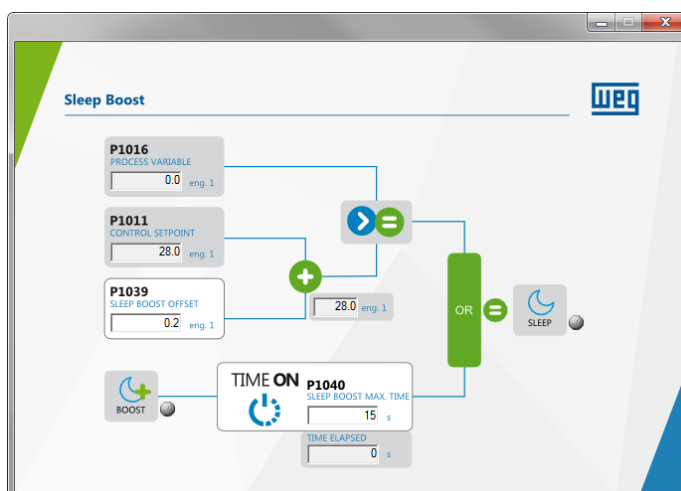 Sleep Boost
WEG
P1016
PROCESS VARIABLE
0.0 eng. 1
P1011
CONTROL SETPOINT
28.0 eng. 1
P1039
SLEEP BOOST OFFSET
0.2 eng. 1
28.0 eng. 1
OR
SLEEP
BOOST
TIME ON
P1040
SLEEP BOOST MAX. TIME
15 s
TIME ELAPSED
0 s